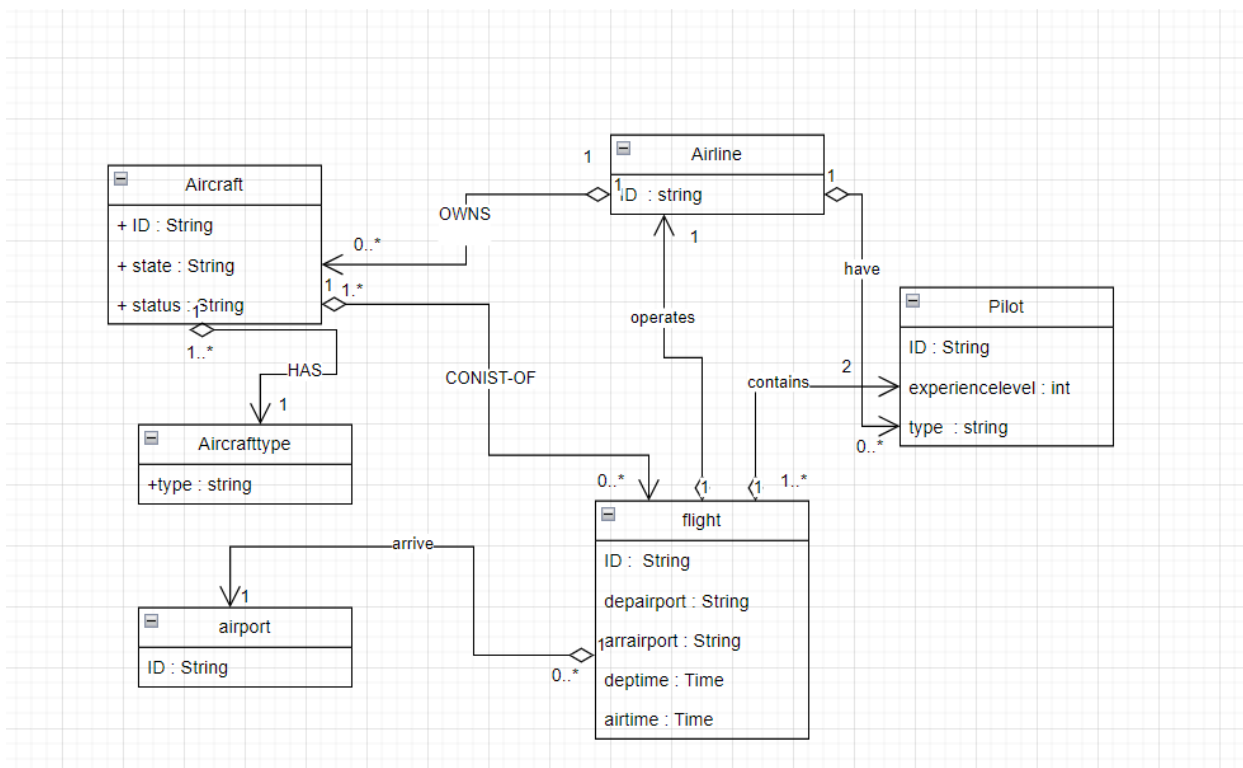 Airline
ID : string
1
1
1
Aircraft
+ ID : String
+ state : String
+ status : String
1
1..*
OWNS
0..*
1
1..*
HAS
1
Aircrafttype
+type : string
CONIST-OF
0..*
operates
1
1
have
1
0..*
contains
2
1
1..*
Pilot
ID : String
experiencelevel : int
type : string
flight
ID : String
depairport : String
arrairport : String
deptime : Time
airtime : Time
arrive
1
0..*
1
airport
ID : String